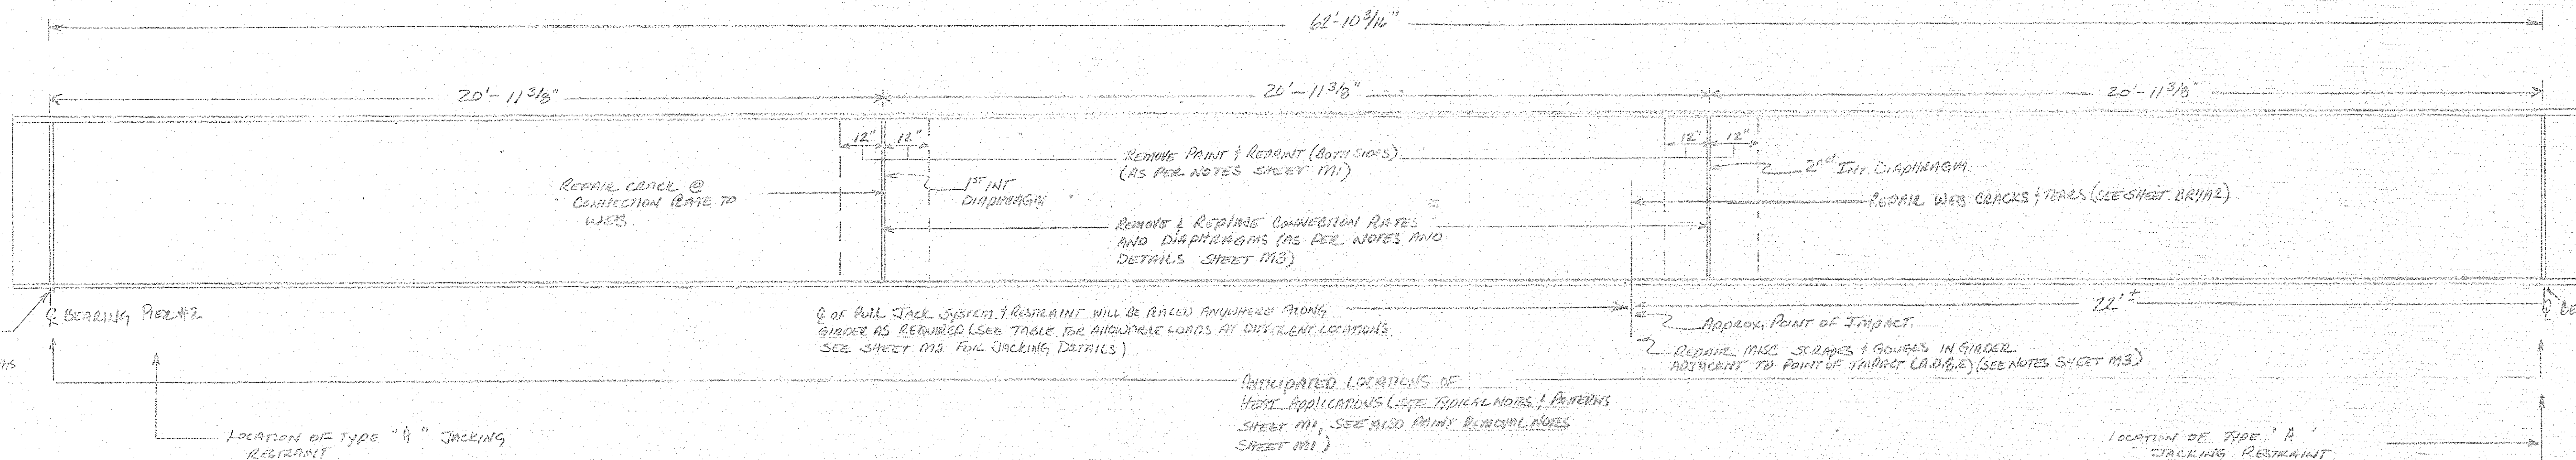 62'-10 3/16"
20'-11 3/8"
20'-11 3/8"
20'-11 3/8"
12" 12"
12" 12"
REMOVE PAINT & REPAINT (BOTH SIDES)
(AS PER NOTES SHEET M1)
2nd INT. DIAPHRAGM
REPAIR CRACK @
CONNECTION PLATE TO
WEB
1ST INT
DIAPHRAGM
REPAIR WEB CRACKS & TEARS (SEE SHEET BR4A2)
REMOVE & REPLACE CONNECTION PLATES
AND DIAPHRAGMS (AS PER NOTES AND
DETAILS SHEET M3)
℄ BEARING PIER #2
℄ OF PULL JACK SYSTEM & RESTRAINT WILL BE PLACED ANYWHERE ALONG
GIRDER AS REQUIRED (SEE TABLE FOR ALLOWABLE LOADS AT DIFFERENT LOCATIONS
SEE SHEET M2 FOR JACKING DETAILS)
22' ±
℄ BE
APPROX. POINT OF IMPACT.
REPAIR MISC SCRAPES & GOUGES IN GIRDER
ADJACENT TO POINT OF IMPACT (A.O.B.E) (SEE NOTES SHEET M3)
ANTICIPATED LOCATIONS OF
HEAT APPLICATIONS (SEE TYPICAL NOTES & PATTERNS
SHEET M1, SEE ALSO PAINT REMOVAL NOTES
SHEET M1)
LOCATION OF TYPE "A" JACKING
RESTRAINT
LOCATION OF TYPE "A"
JACKING RESTRAINT